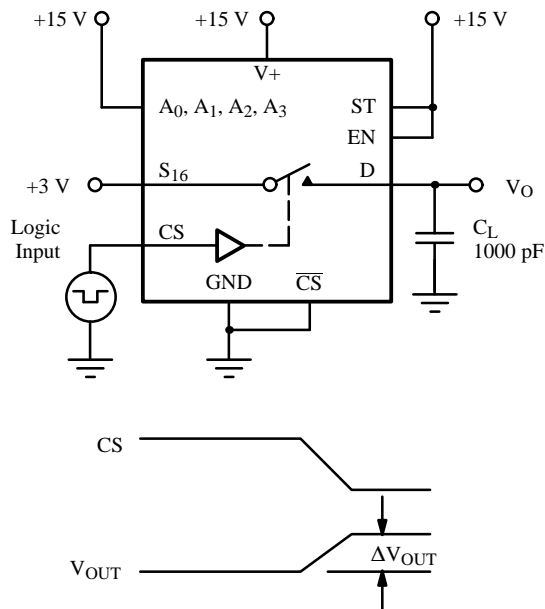 +15 V +15 V +15 V
V+
A0, A1, A2, A3 ST
EN
+3 V S16 D VO
Logic
Input
CS
CL
1000 pF
GND C̅S̅
CS
VOUT
ΔVOUT